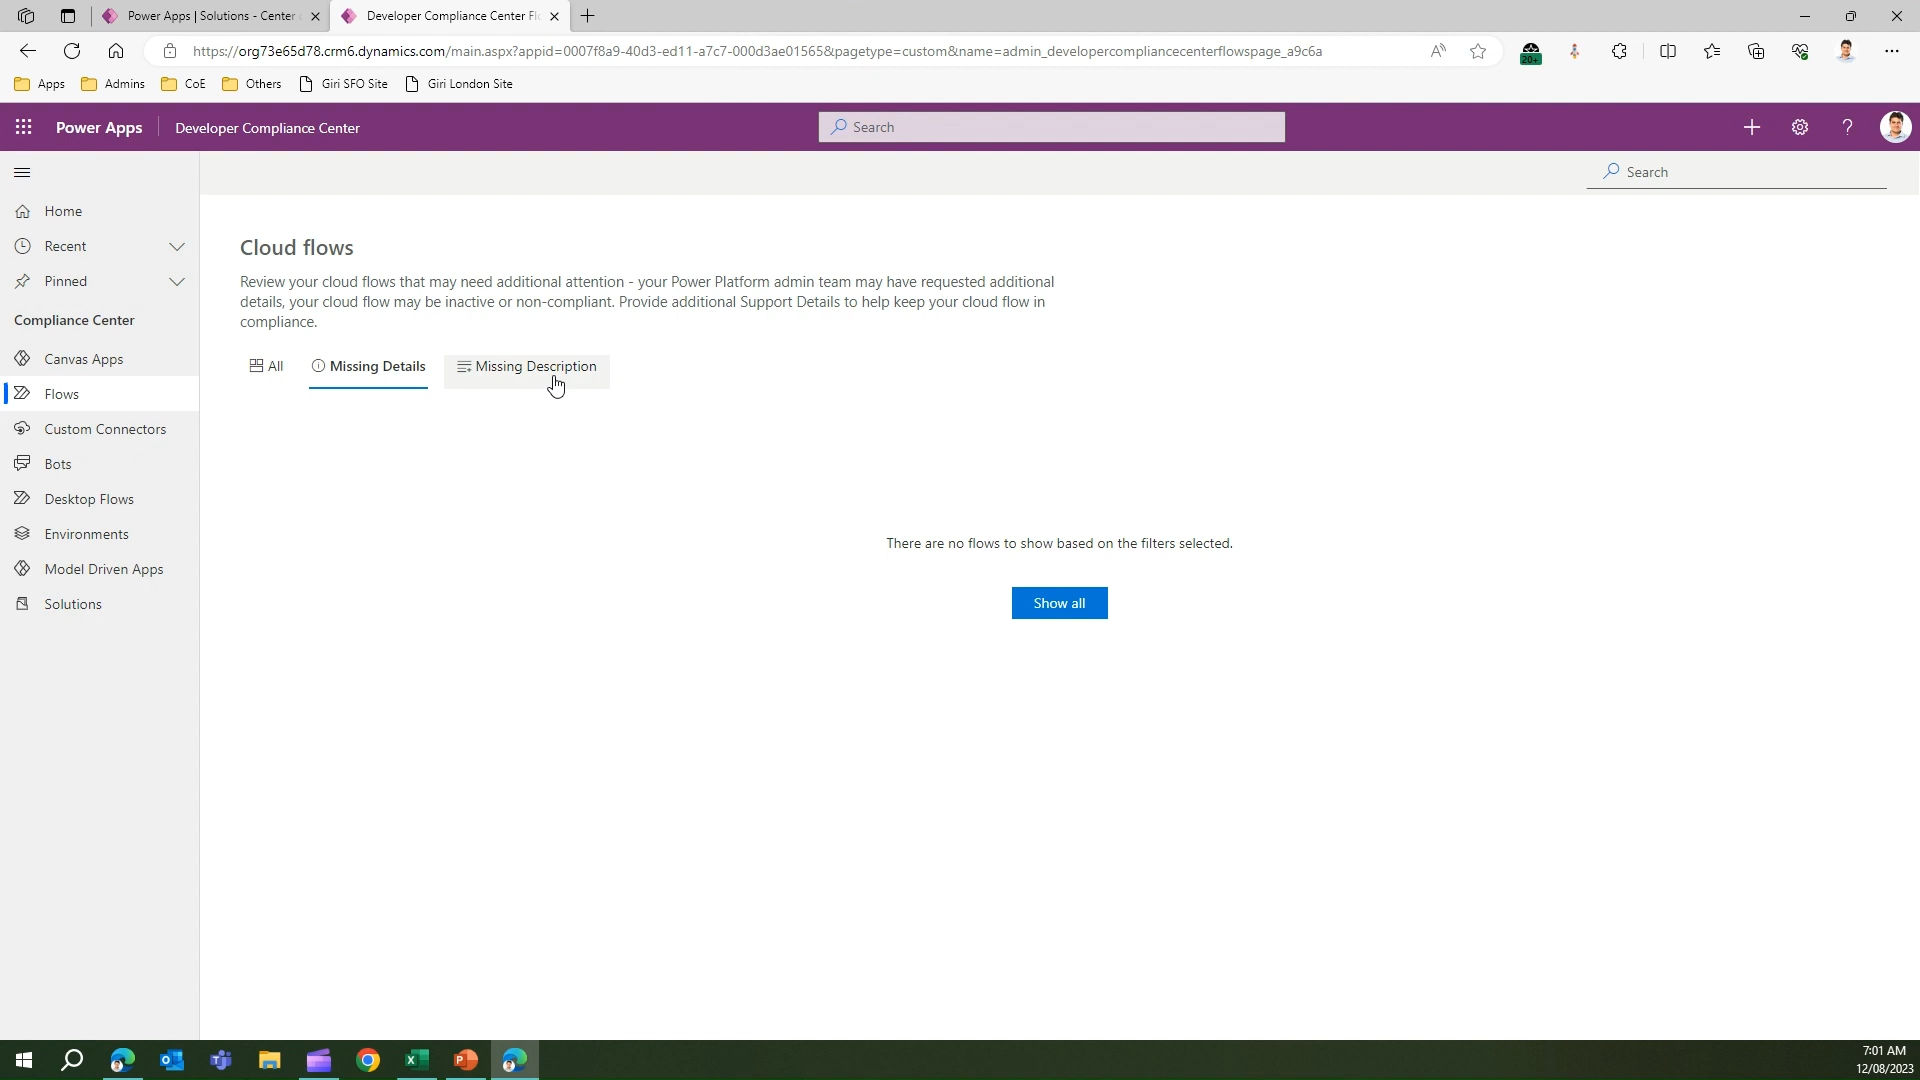 Power Apps | Solutions - Center
Developer Compliance Center Fl
https://org73e65d78.crm6.dynamics.com/main.aspx?appid=0007f8a9-40d3-ed11-a7c7-000d3ae01565&pagetype=custom&name=admin_developercompliancecenterflowspage_a9c6a
20+
Apps
Admins
CoE
Others
Giri SFO Site
Giri London Site
Power Apps
Developer Compliance Center
Search
Search
Home
Recent
Pinned
Compliance Center
Canvas Apps
Flows
Custom Connectors
Bots
Desktop Flows
Environments
Model Driven Apps
Solutions
Cloud flows
Review your cloud flows that may need additional attention - your Power Platform admin team may have requested additional
details, your cloud flow may be inactive or non-compliant. Provide additional Support Details to help keep your cloud flow in
compliance.
All
Missing Details
Missing Description
There are no flows to show based on the filters selected.
Show all
7:01 AM
12/08/2023